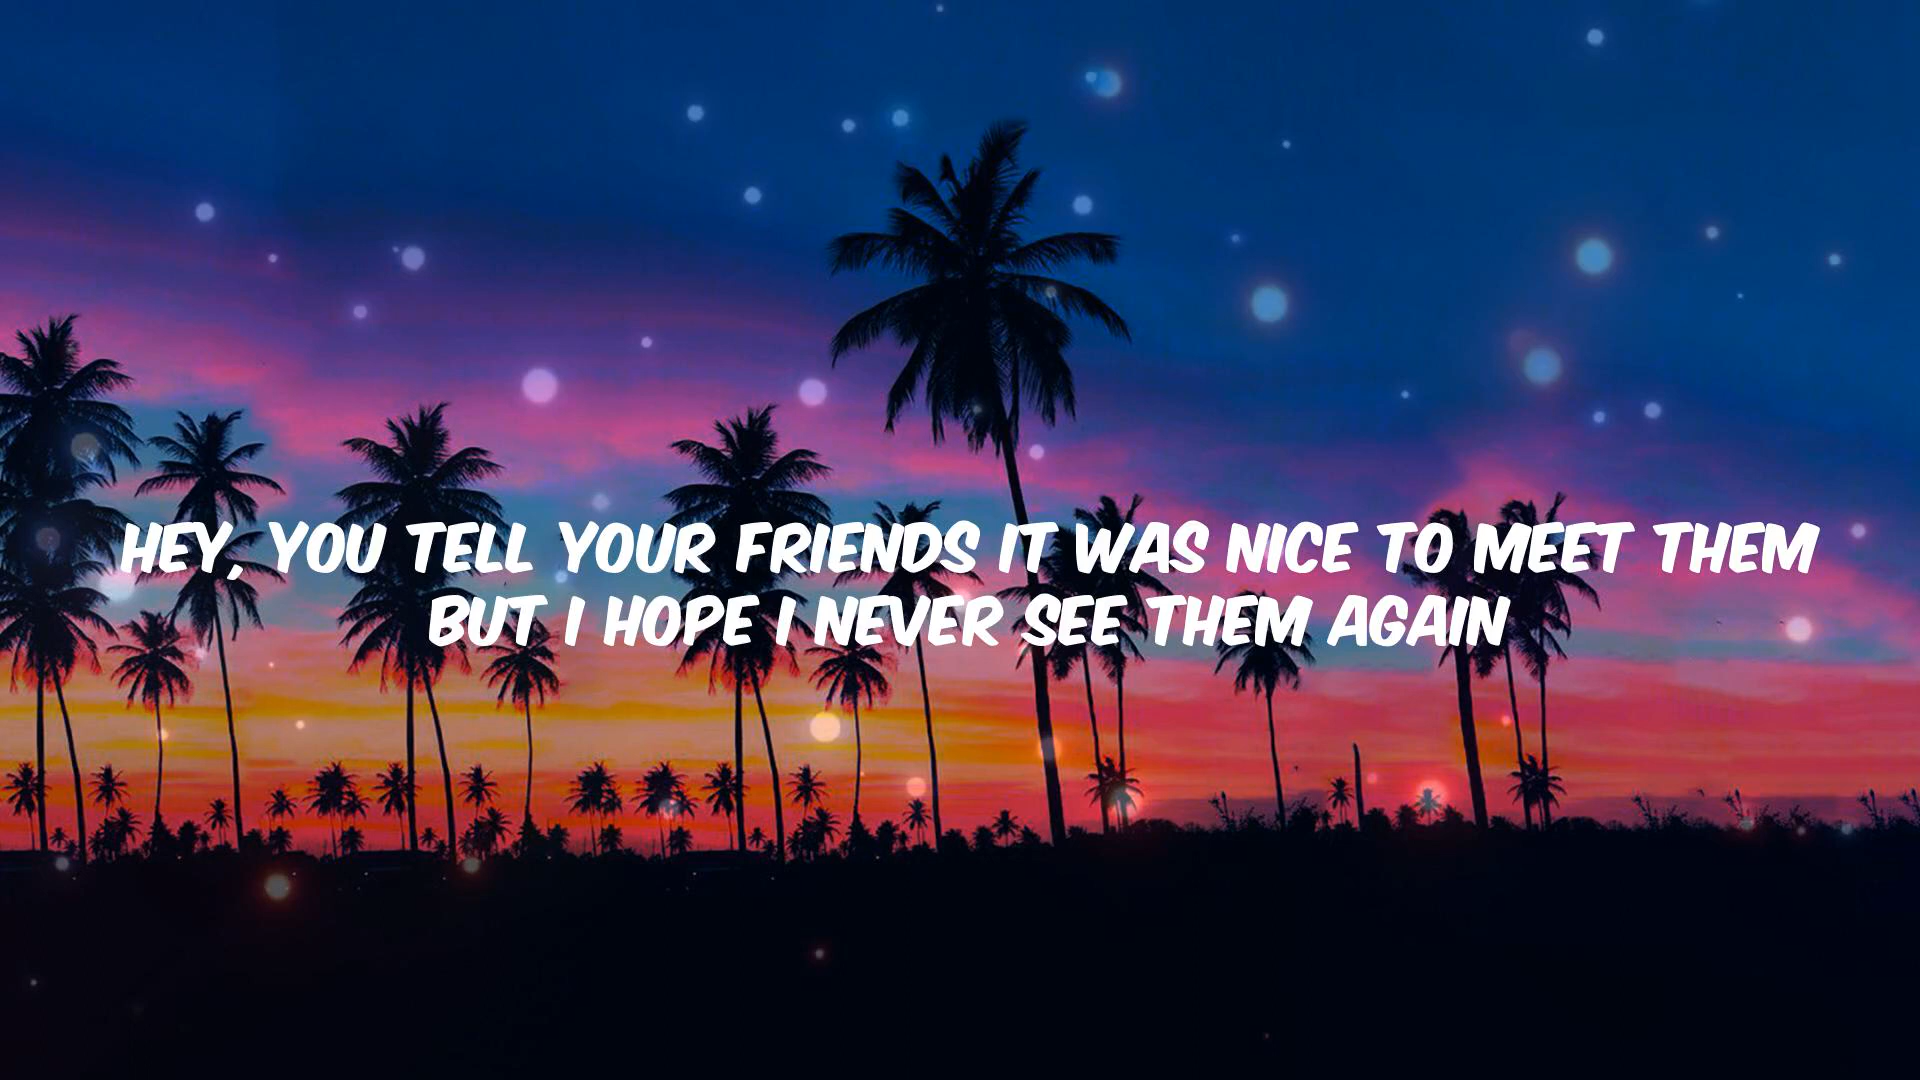 HEY, YOU TELL YOUR FRIENDS IT WAS NICE TO MEET THEM
BUT I HOPE I NEVER SEE THEM AGAIN